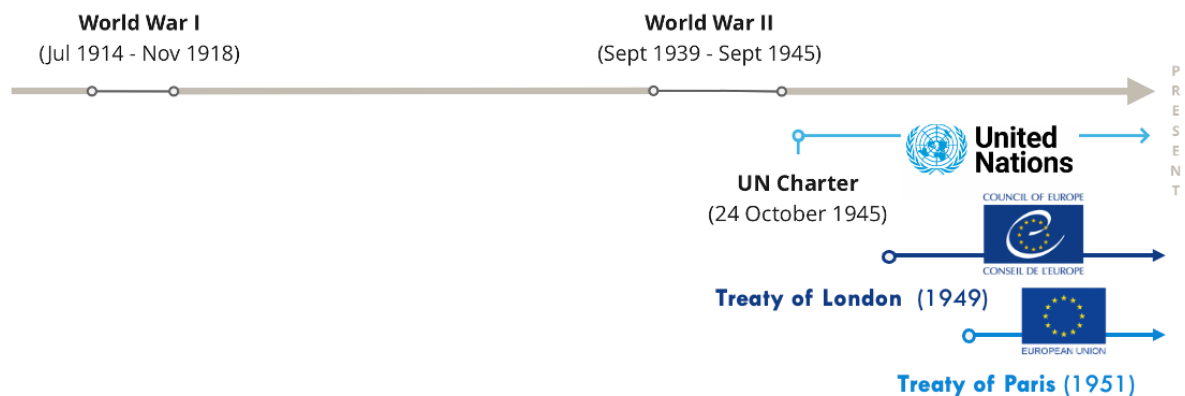 World War I
(Jul 1914 - Nov 1918)
World War II
(Sept 1939 - Sept 1945)
PRESENT
United
Nations
UN Charter
(24 October 1945)
COUNCIL OF EUROPE
CONSEIL DE L'EUROPE
Treaty of London (1949)
EUROPEAN UNION
Treaty of Paris (1951)